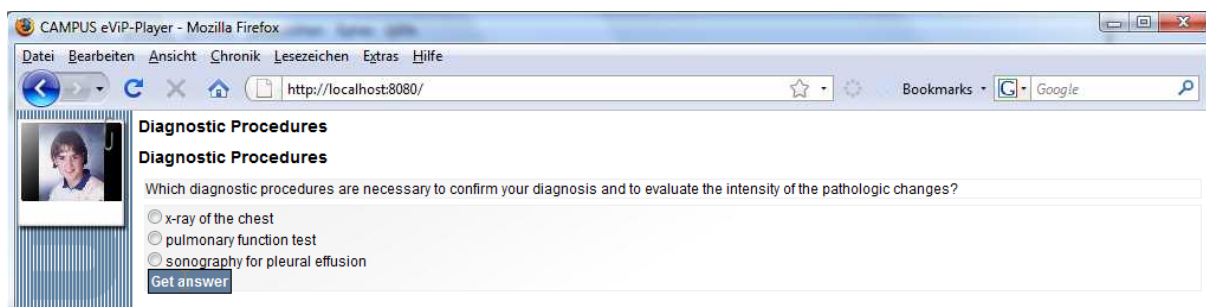 CAMPUS eViP-Player - Mozilla Firefox
Datei Bearbeiten Ansicht Chronik Lesezeichen Extras Hilfe
http://localhost:8080/ Bookmarks G Google
Diagnostic Procedures
Diagnostic Procedures
Which diagnostic procedures are necessary to confirm your diagnosis and to evaluate the intensity of the pathologic changes?
x-ray of the chest
pulmonary function test
sonography for pleural effusion
Get answer